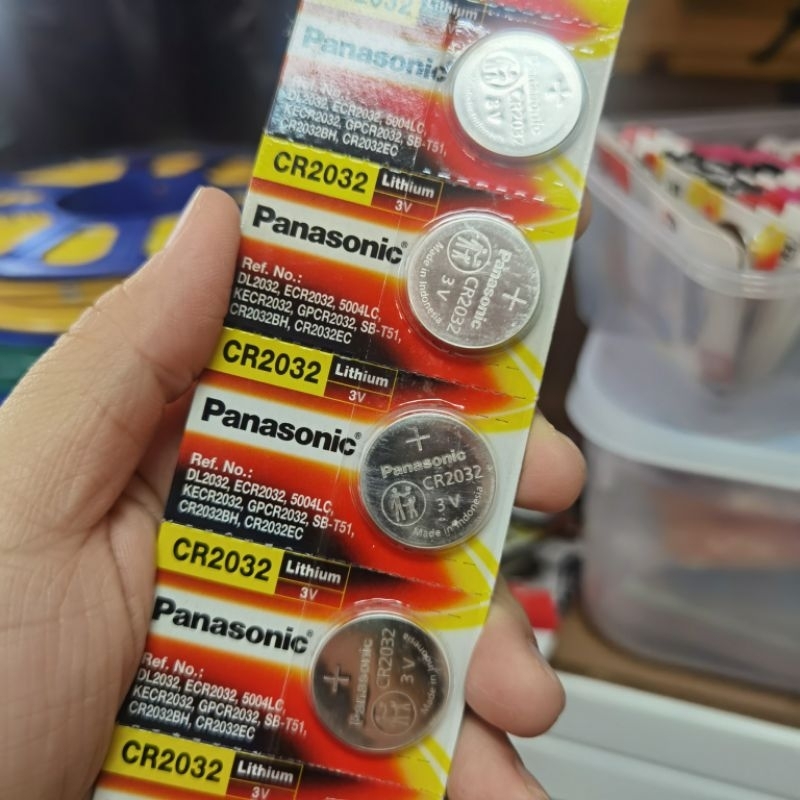 CR2032 Lithium
Panasonic
Ref. No.:
DL2032, ECR2032, 5004LC,
KECR2032, GPCR2032, SB-T51,
CR2032BH, CR2032EC
Panasonic
CR2032
3V
CR2032 Lithium
3V
Panasonic®
Ref. No.:
DL2032, ECR2032, 5004LC,
KECR2032, GPCR2032, SB-T51,
CR2032BH, CR2032EC
+
Panasonic
CR2032
3V
Made in Indonesia
CR2032 Lithium
3V
Panasonic®
Ref. No.:
DL2032, ECR2032, 5004LC,
KECR2032, GPCR2032, SB-T51,
CR2032BH, CR2032EC
+
Panasonic
CR2032
3V
Made in Indonesia
CR2032 Lithium
3V
Panasonic®
Ref. No.:
DL2032, ECR2032, 5004LC,
KECR2032, GPCR2032, SB-T51,
CR2032BH, CR2032EC
+
Panasonic
CR2032
3V
Made in Indonesia
CR2032 Lithium
3V